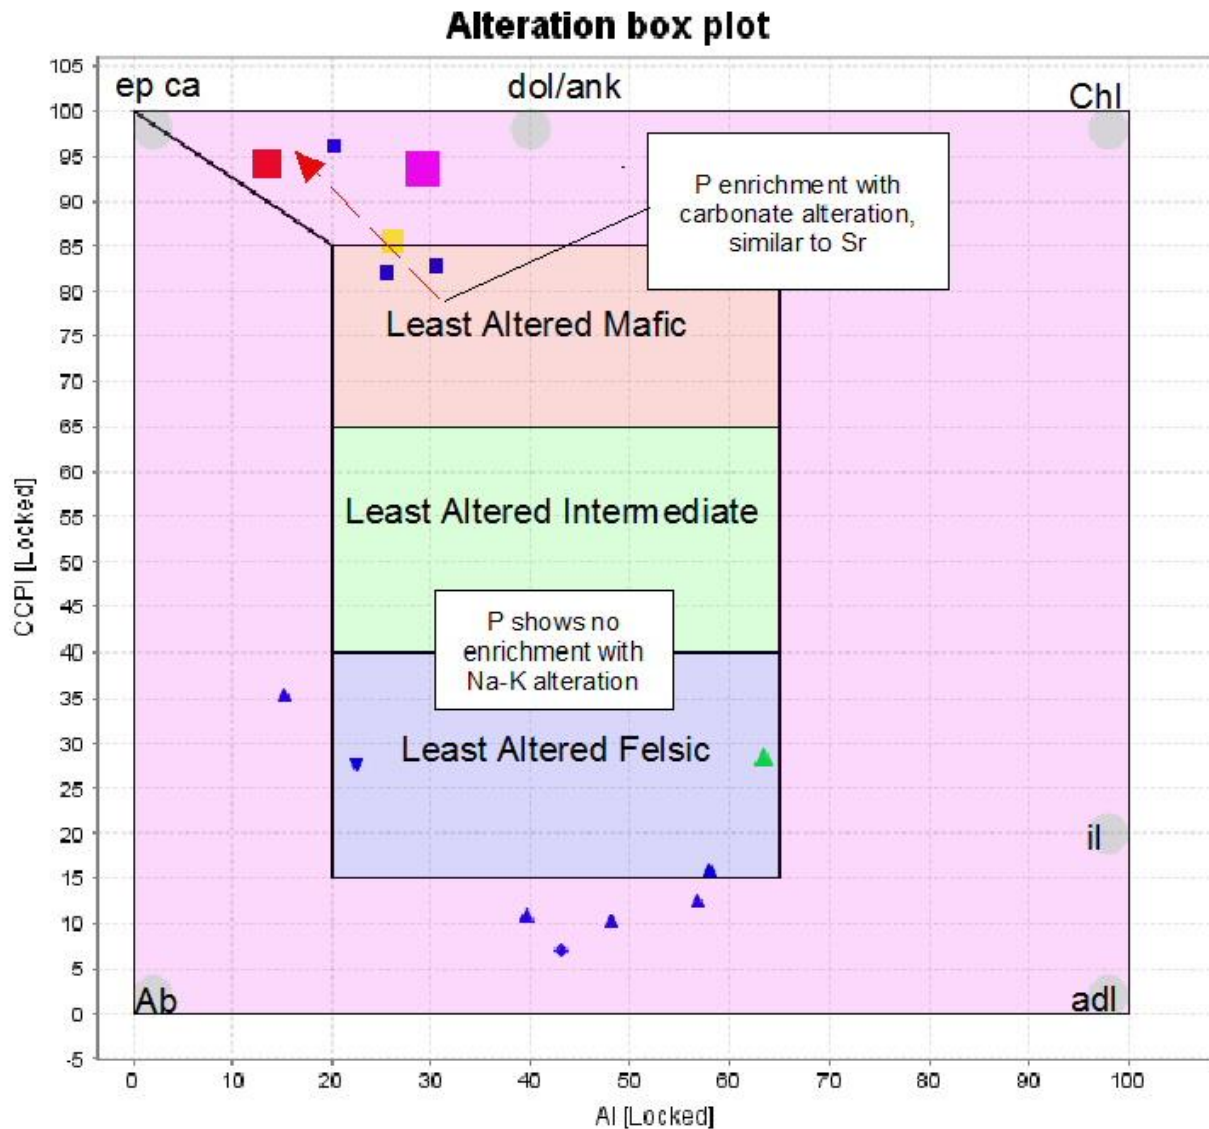 Alteration box plot
105
ep ca
dol/ank
Chl
100
95
90
85
80
75
70
65
60
55
50
45
40
35
30
25
20
15
10
5
0
-5
P enrichment with
carbonate alteration,
similar to Sr
Least Altered Mafic
Least Altered Intermediate
P shows no
enrichment with
Na-K alteration
Least Altered Felsic
il
Ab
adl
CCPI [Locked]
0 10 20 30 40 50 60 70 80 90 100
AI [Locked]